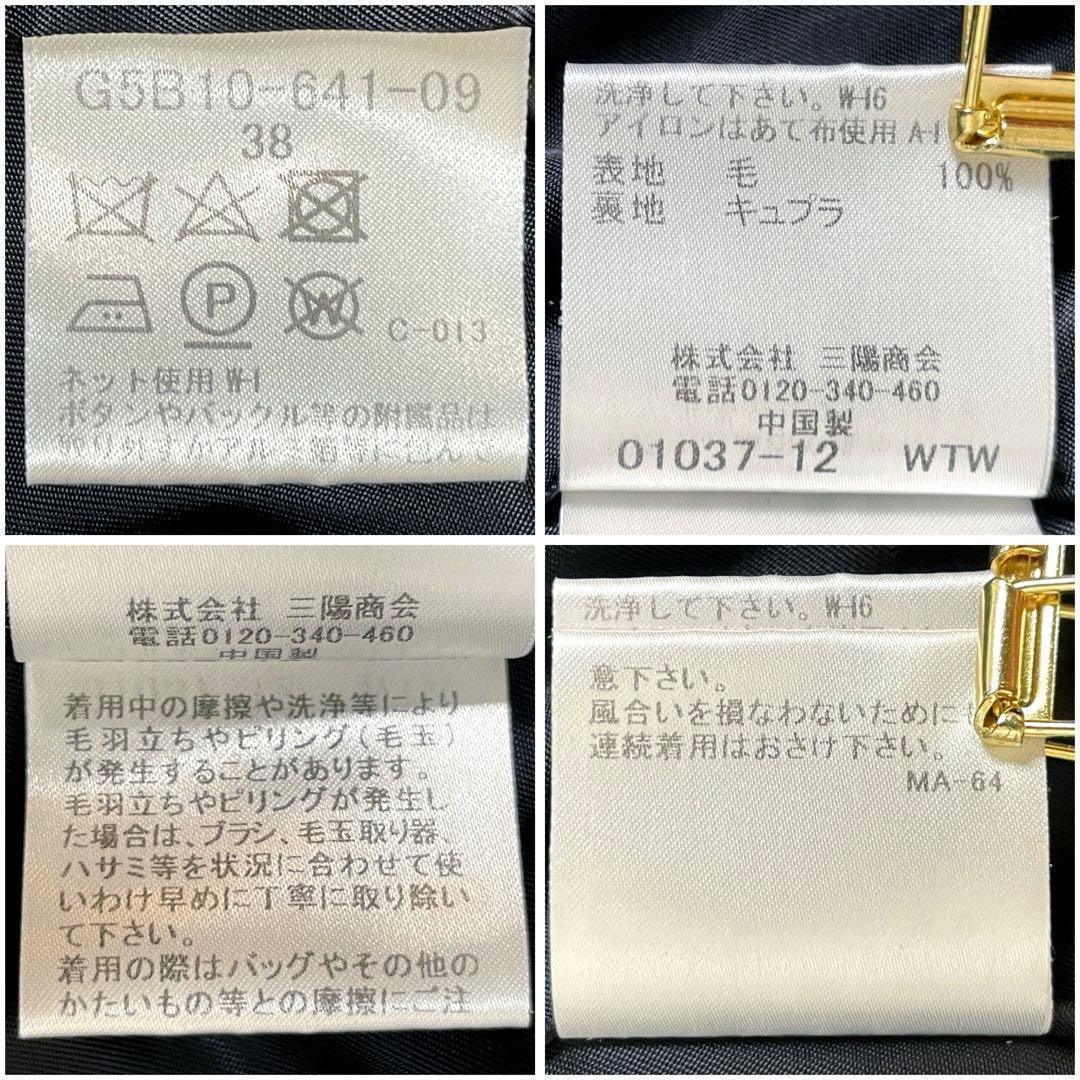 G5B10-641-09
38
P
W
C-013
ネット使用 W-1
ボタンやバックル等の附属品は
洗浄して下さい。W-16
アイロンはあて布使用 A-1
表地 毛 100%
裏地 キュプラ
株式会社 三陽商会
電話0120-340-460
中国製
01037-12 WTW
株式会社 三陽商会
電話0120-340-460
中国製
着用中の摩擦や洗浄等により
毛羽立ちやピリング(毛玉)
が発生することがあります。
毛羽立ちやピリングが発生し
た場合は、ブラシ、毛玉取り器、
ハサミ等を状況に合わせて使
いわけ早めに丁寧に取り除い
て下さい。
着用の際はバッグやその他の
かたいもの等との摩擦にご注
洗浄して下さい。W-16
意下さい。
風合いを損なわないために
連続着用はおさけ下さい。
MA-64